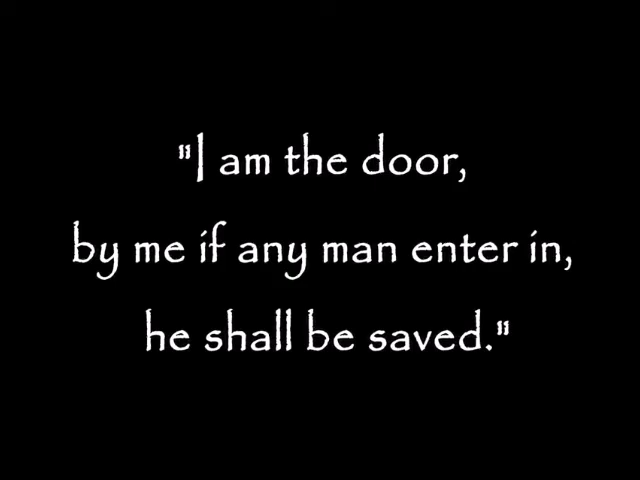 "I am the door,
by me if any man enter in,
he shall be saved."